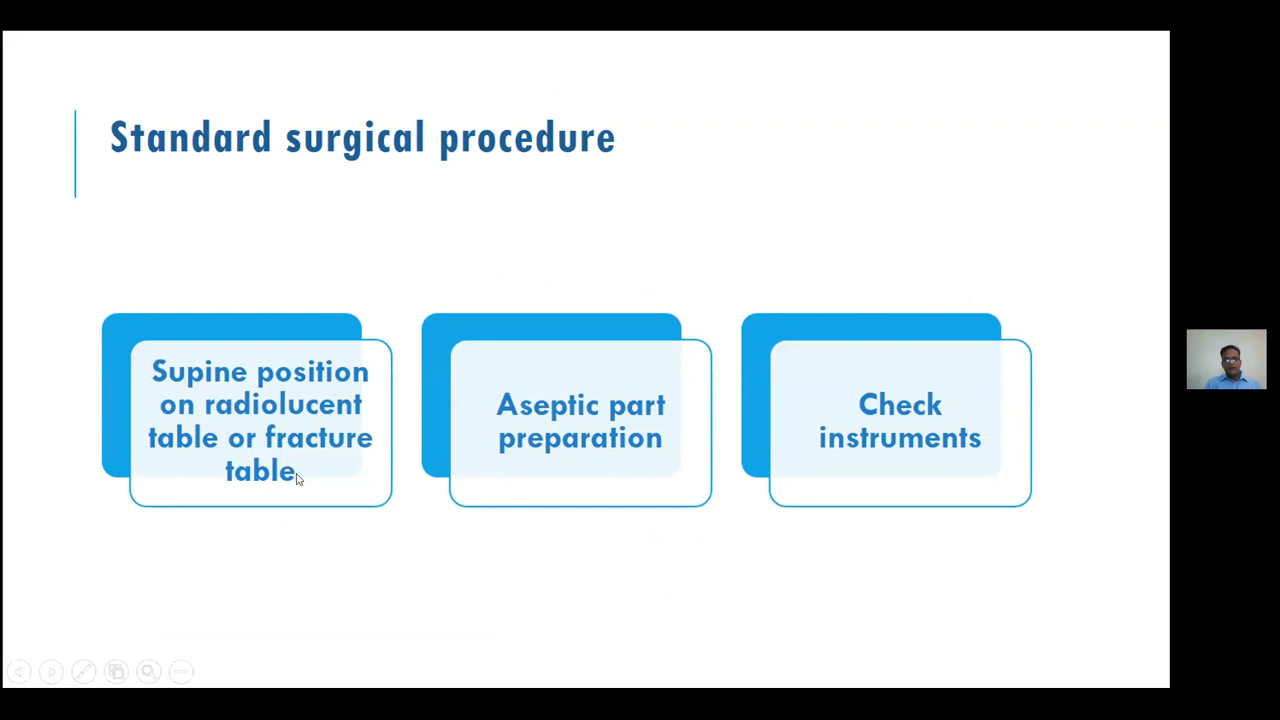 Standard surgical procedure
Supine position
on radiolucent
table or fracture
table
Aseptic part
preparation
Check
instruments